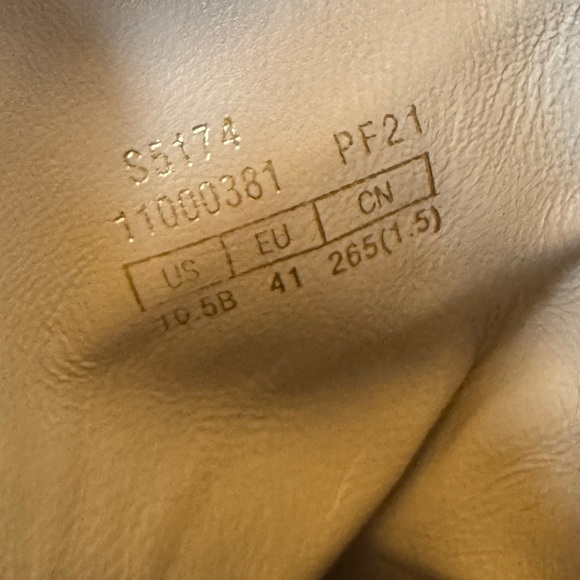 S5174
11000381 PF21
US EU CN
10.5B 41 265(1.5)